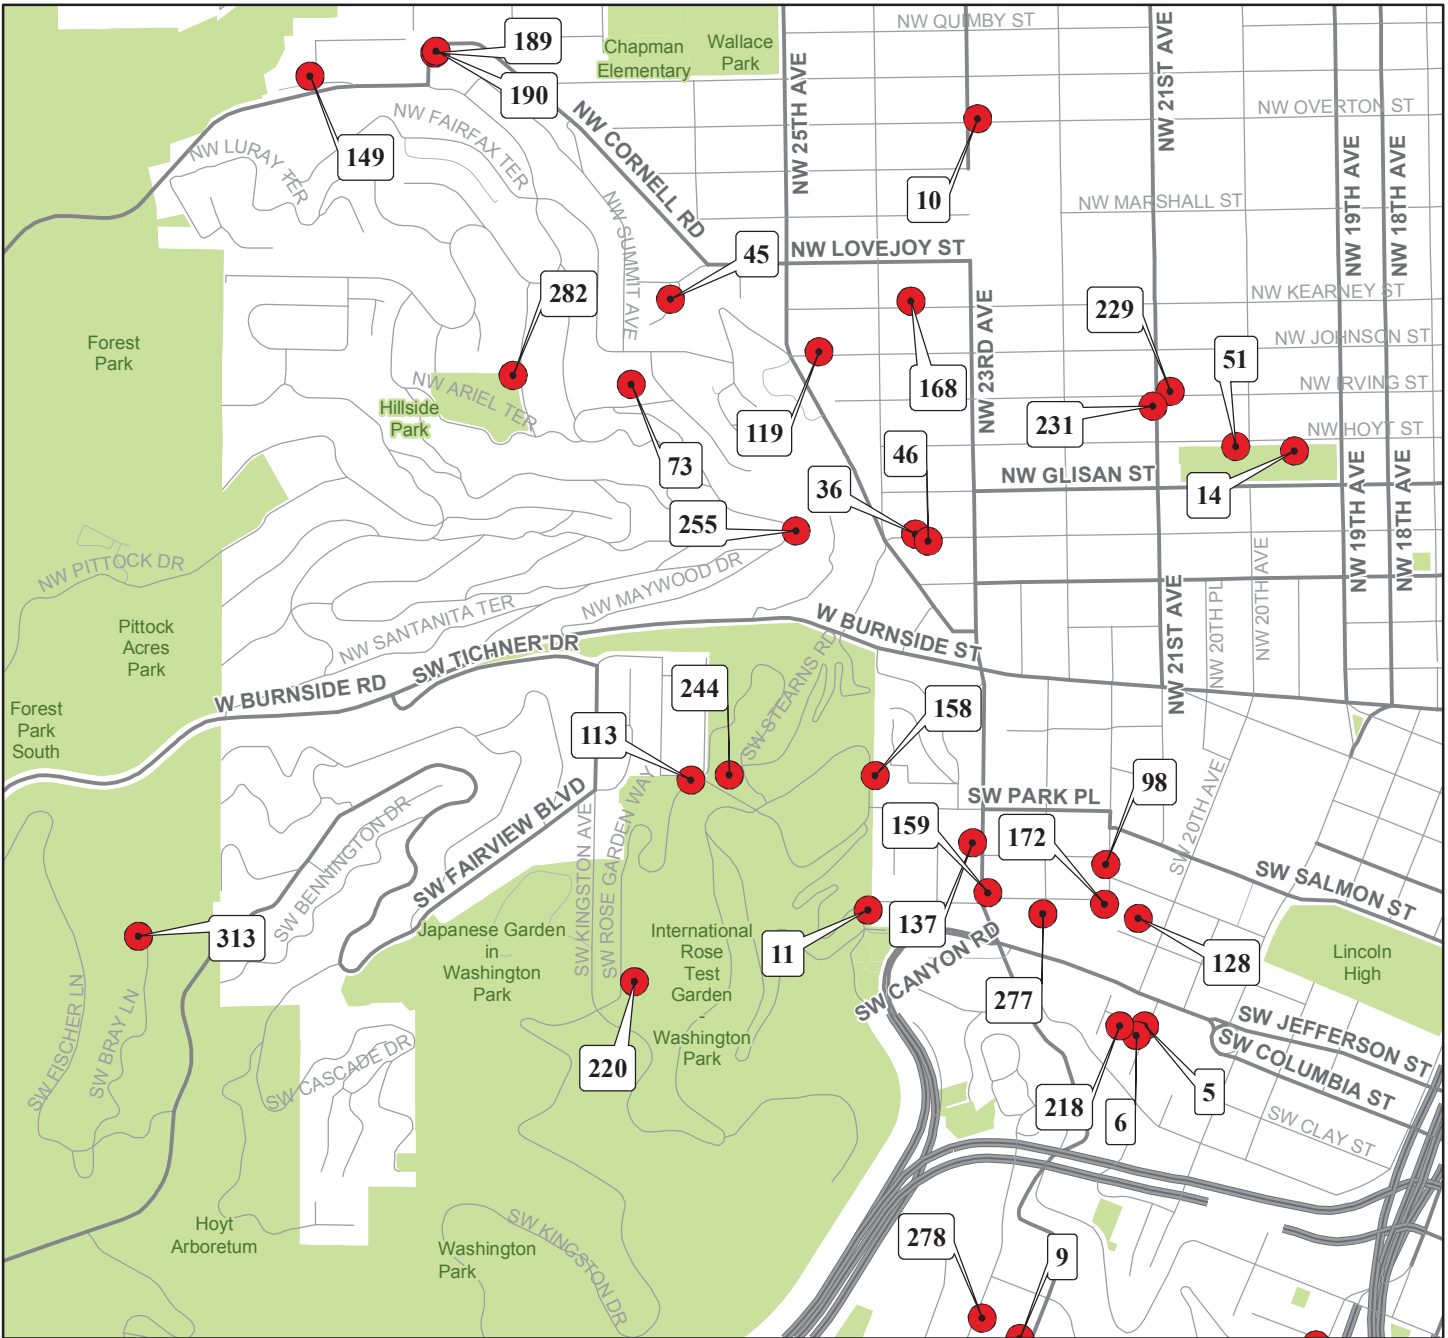 NW QUIMBY ST
189
Chapman
Elementary
Wallace
Park
190
NW 25TH AVE
NW 21ST AVE
NW OVERTON ST
NW CORNELL RD
NW FAIRFAX TER
149
NW LURAY TER
NW 19TH AVE
NW 18TH AVE
10
NW MARSHALL ST
NW SUMMIT AVE
45
NW LOVEJOY ST
282
NW KEARNEY ST
229
NW JOHNSON ST
51
Forest
Park
NW 23RD AVE
168
NW IRVING ST
NW ARIEL TER
Hillside
Park
119
231
NW HOYT ST
73
46
36
NW GLISAN ST
14
255
NW 19TH AVE
NW 18TH AVE
NW PITTOCK DR
NW MAYWOOD DR
NW SANTANITA TER
NW 21ST AVE
NW 20TH PL
NW 20TH AVE
Pittock
Acres
Park
W BURNSIDE ST
SW TICHNER DR
W BURNSIDE RD
SW STEARNS RD
244
158
Forest
Park
South
113
98
SW PARK PL
SW 20TH AVE
SW FAIRVIEW BLVD
SW BENNINGTON DR
SW KINGSTON AVE
SW ROSE GARDEN WAY
159
172
SW SALMON ST
313
Japanese Garden
in
Washington
Park
International
Rose
Test
Garden
-
Washington
Park
11
137
SW CANYON RD
128
Lincoln
High
277
SW FISCHER LN
SW BRAY LN
SW CASCADE DR
220
SW JEFFERSON ST
SW COLUMBIA ST
218
6
5
SW CLAY ST
Hoyt
Arboretum
Washington
Park
SW KINGSTON DR
278
9